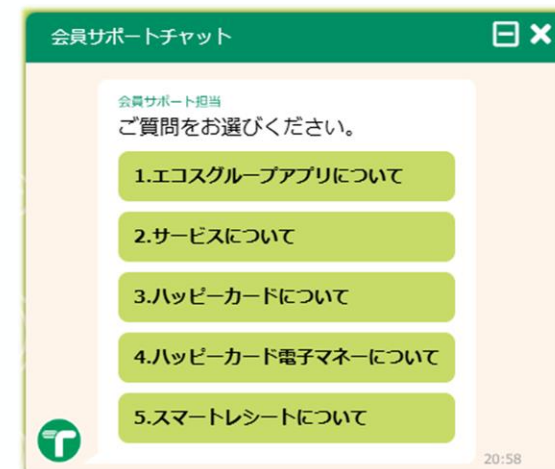 会員サポートチャット
会員サポート担当
ご質問をお選びください。
1.エコスグループアプリについて
2.サービスについて
3.ハッピーカードについて
4.ハッピーカード電子マネーについて
5.スマートレシートについて
20:58